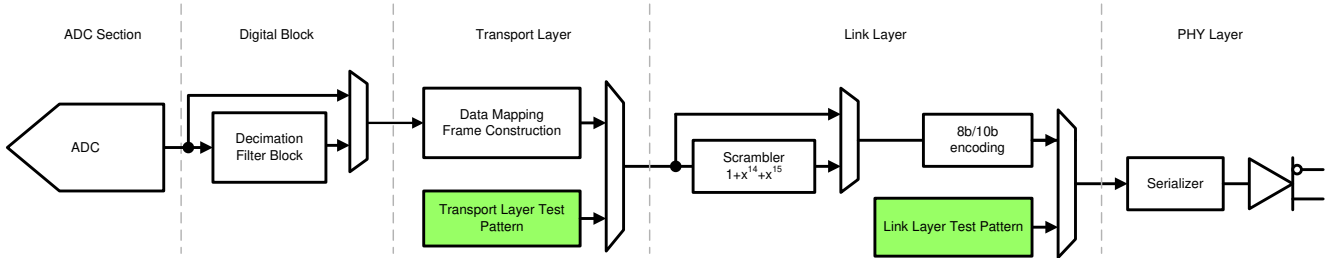 ADC Section
Digital Block
Transport Layer
Link Layer
PHY Layer
ADC
Decimation
Filter Block
Data Mapping
Frame Construction
Transport Layer Test
Pattern
Scrambler
1+x¹⁴+x¹⁵
8b/10b
encoding
Link Layer Test Pattern
Serializer